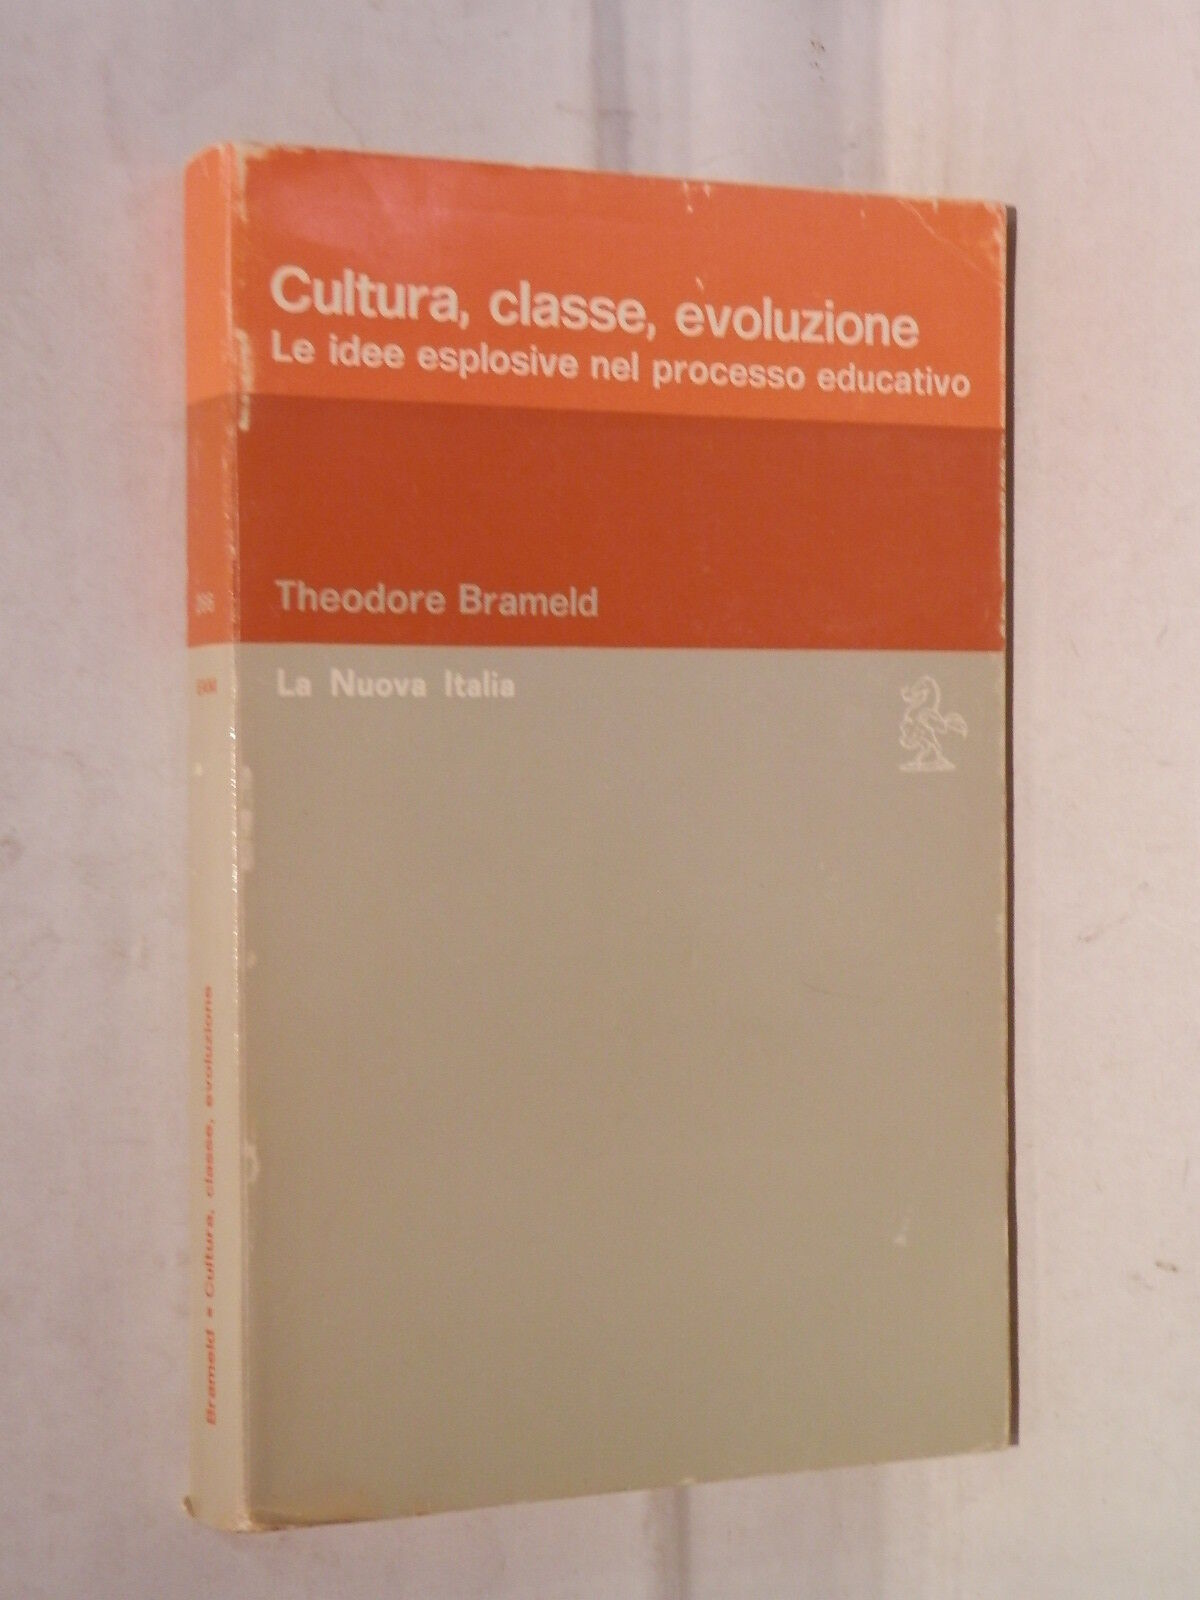 Cultura, classe, evoluzione
Le idee esplosive nel processo educativo
Theodore Brameld
La Nuova Italia
Brameld ■ Cultura, classe, evoluzione